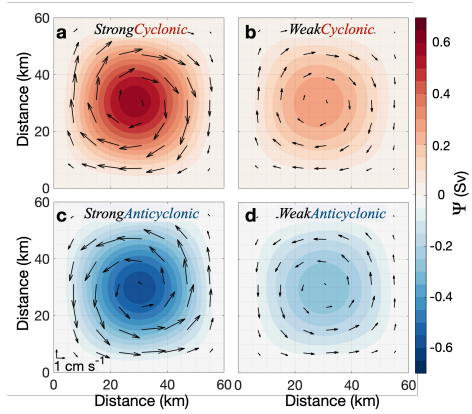 a StrongCyclonic
b WeakCyclonic
60
40
20
0
Distance (km)
c StrongAnticyclonic
d WeakAnticyclonic
60
40
20
0
Distance (km)
1 cm s⁻¹
0 20 40 60
0 20 40 60
Distance (km)
Distance (km)
0.6
0.4
0.2
0
-0.2
-0.4
-0.6
Ψ (Sv)